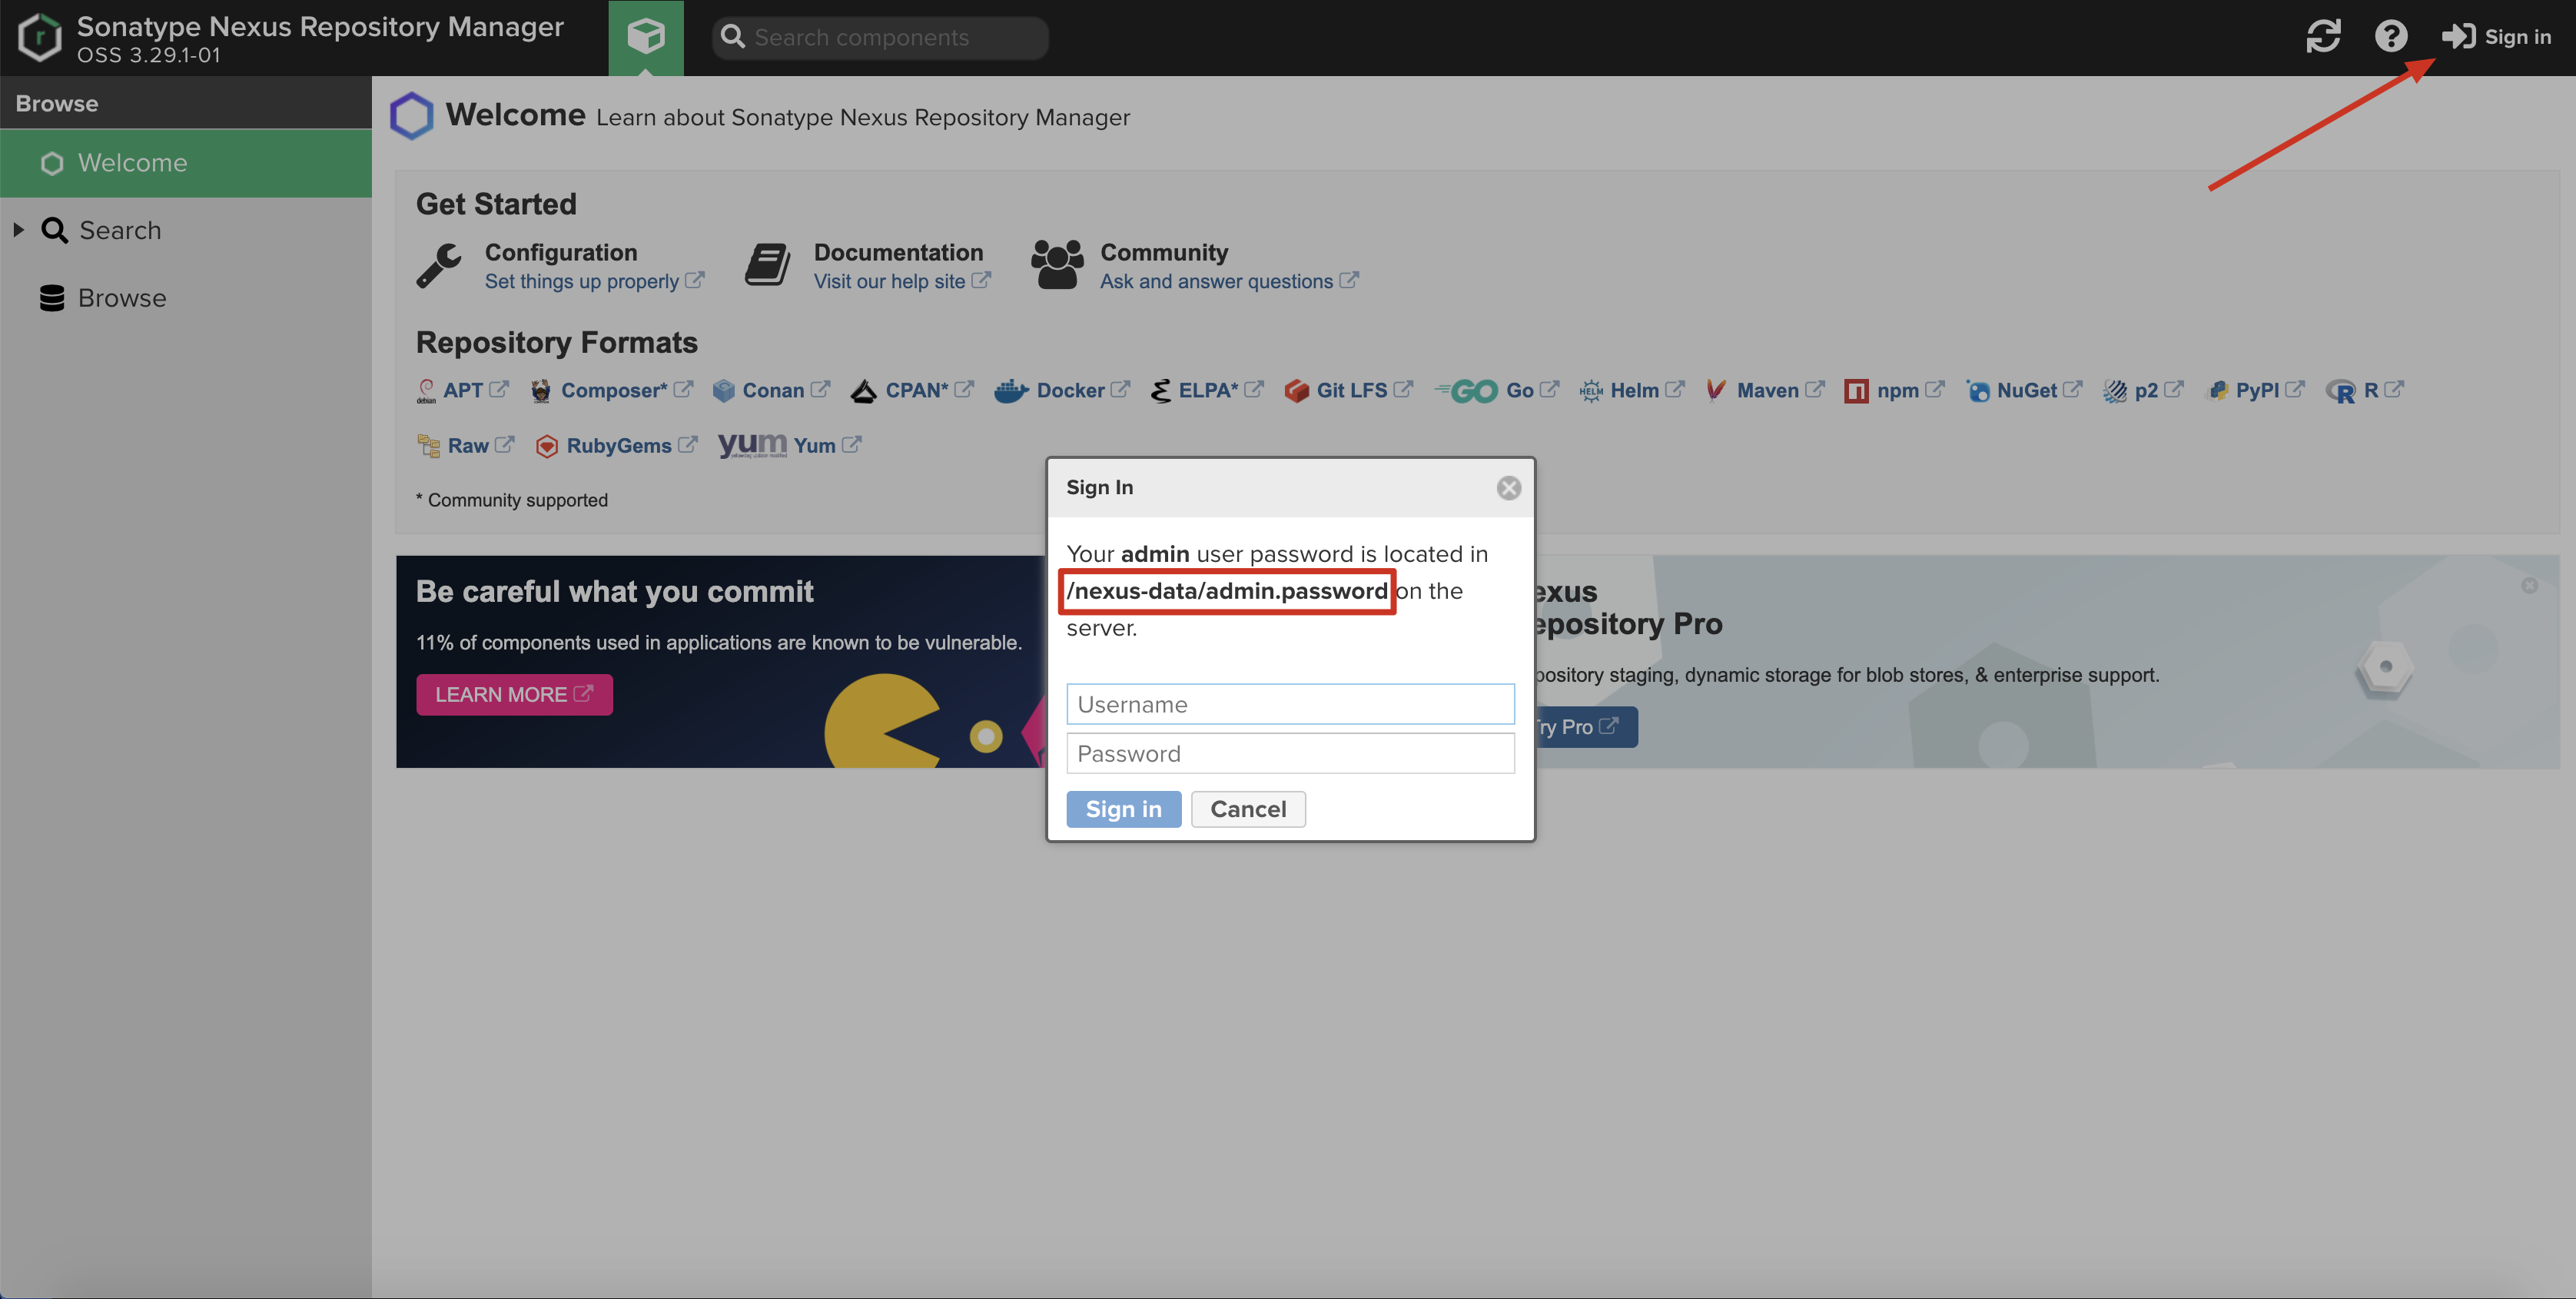 Sonatype Nexus Repository Manager
OSS 3.29.1-01
Search components
Sign in
Browse
Welcome
Search
Browse
Welcome Learn about Sonatype Nexus Repository Manager
Get Started
Configuration
Set things up properly
Documentation
Visit our help site
Community
Ask and answer questions
Repository Formats
APT Composer* Conan CPAN* Docker ELPA* Git LFS GO Go HELM Helm Maven npm NuGet p2 PyPI R
Raw RubyGems yum Yum
* Community supported
Be careful what you commit
11% of components used in applications are known to be vulnerable.
LEARN MORE
Sign In
Your admin user password is located in
/nexus-data/admin.password on the
server.
Username
Password
Sign in Cancel
exus
epository Pro
pository staging, dynamic storage for blob stores, & enterprise support.
ry Pro